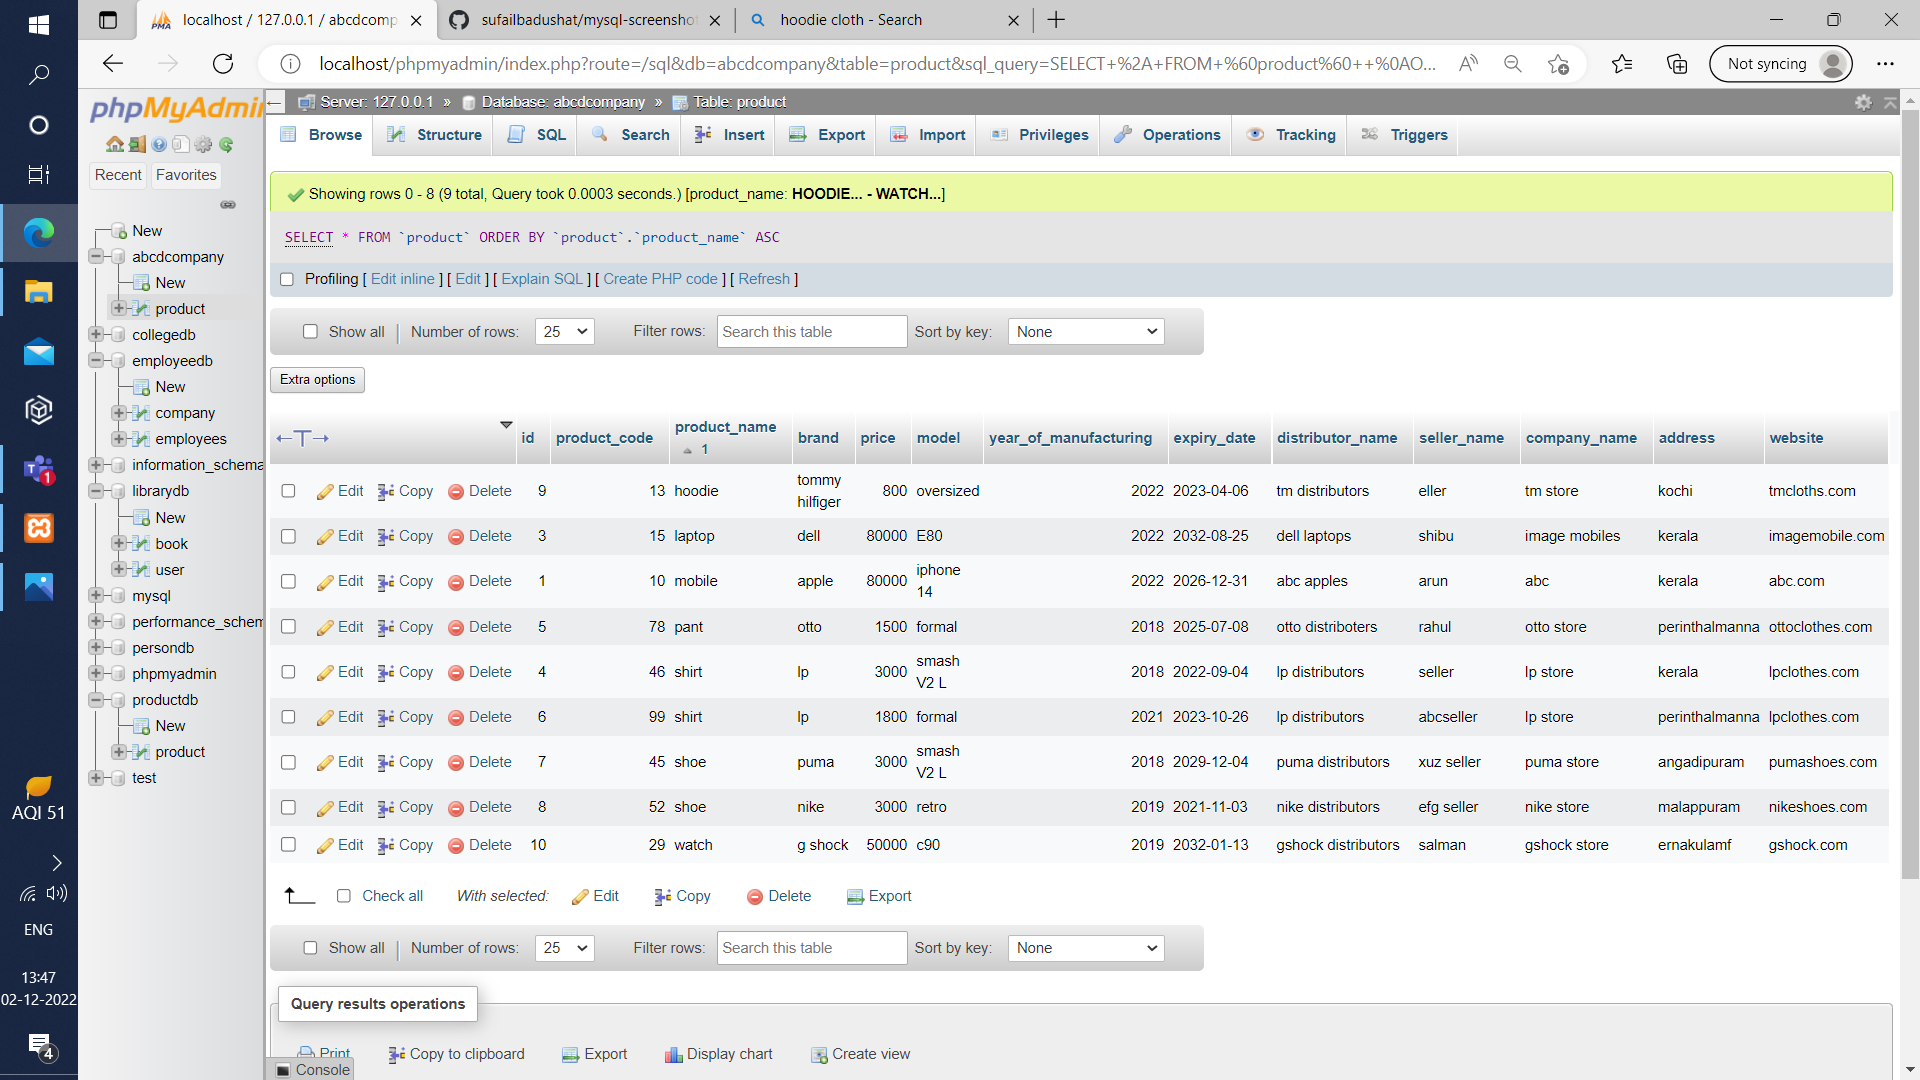 localhost / 127.0.0.1 / abcdcomp
sufailbadushat/mysql-screensho
hoodie cloth - Search
localhost/phpmyadmin/index.php?route=/sql&db=abcdcompany&table=product&sql_query=SELECT+%2A+FROM+%60product%60++%0AO...
Not syncing
phpMyAdmin
Server: 127.0.0.1 » Database: abcdcompany » Table: product
Browse Structure SQL Search Insert Export Import Privileges Operations Tracking Triggers
Recent Favorites
New
abcdcompany
New
product
collegedb
employeedb
New
company
employees
information_schema
librarydb
New
book
user
mysql
performance_schem
persondb
phpmyadmin
productdb
New
product
test
Showing rows 0 - 8 (9 total, Query took 0.0003 seconds.) [product_name: HOODIE... - WATCH...]
SELECT * FROM `product` ORDER BY `product`.`product_name` ASC
Profiling [ Edit inline ] [ Edit ] [ Explain SQL ] [ Create PHP code ] [ Refresh ]
Show all | Number of rows: 25 Filter rows: Search this table Sort by key: None
Extra options
←T→ id product_code product_name 1 brand price model year_of_manufacturing expiry_date distributor_name seller_name company_name address website
Edit Copy Delete 9 13 hoodie tommy hilfiger 800 oversized 2022 2023-04-06 tm distributors eller tm store kochi tmcloths.com
Edit Copy Delete 3 15 laptop dell 80000 E80 2022 2032-08-25 dell laptops shibu image mobiles kerala imagemobile.com
Edit Copy Delete 1 10 mobile apple 80000 iphone 14 2022 2026-12-31 abc apples arun abc kerala abc.com
Edit Copy Delete 5 78 pant otto 1500 formal 2018 2025-07-08 otto distriboters rahul otto store perinthalmanna ottoclothes.com
Edit Copy Delete 4 46 shirt lp 3000 smash V2 L 2018 2022-09-04 lp distributors seller lp store kerala lpclothes.com
Edit Copy Delete 6 99 shirt lp 1800 formal 2021 2023-10-26 lp distributors abcseller lp store perinthalmanna lpclothes.com
Edit Copy Delete 7 45 shoe puma 3000 smash V2 L 2018 2029-12-04 puma distributors xuz seller puma store angadipuram pumashoes.com
Edit Copy Delete 8 52 shoe nike 3000 retro 2019 2021-11-03 nike distributors efg seller nike store malappuram nikeshoes.com
Edit Copy Delete 10 29 watch g shock 50000 c90 2019 2032-01-13 gshock distributors salman gshock store ernakulamf gshock.com
Check all With selected: Edit Copy Delete Export
Show all | Number of rows: 25 Filter rows: Search this table Sort by key: None
Query results operations
Print Copy to clipboard Export Display chart Create view
Console
1
AQI 51
ENG
13:47
02-12-2022
4